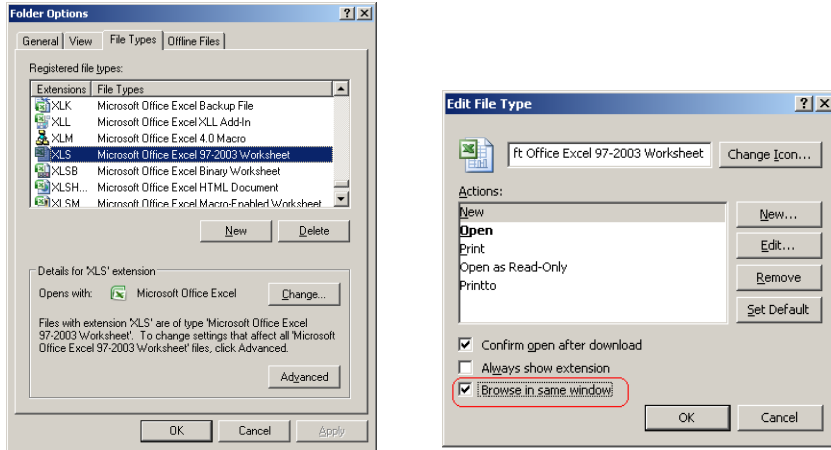 Folder Options
General View File Types Offline Files
Registered file types:
Extensions File Types
XLK Microsoft Office Excel Backup File
XLL Microsoft Office Excel XLL Add-In
XLM Microsoft Office Excel 4.0 Macro
XLS Microsoft Office Excel 97-2003 Worksheet
XLSB Microsoft Office Excel Binary Worksheet
XLSH... Microsoft Office Excel HTML Document
XLSM Microsoft Office Excel Macro-Enabled Worksheet
New Delete
Details for 'XLS' extension
Opens with: Microsoft Office Excel Change...
Files with extension 'XLS' are of type 'Microsoft Office Excel
97-2003 Worksheet'. To change settings that affect all 'Microsoft
Office Excel 97-2003 Worksheet' files, click Advanced.
Advanced
OK Cancel Apply
Edit File Type
ft Office Excel 97-2003 Worksheet Change Icon...
Actions:
New New...
Open
Print Edit...
Open as Read-Only
Printto Remove
Set Default
Confirm open after download
Always show extension
Browse in same window
OK Cancel